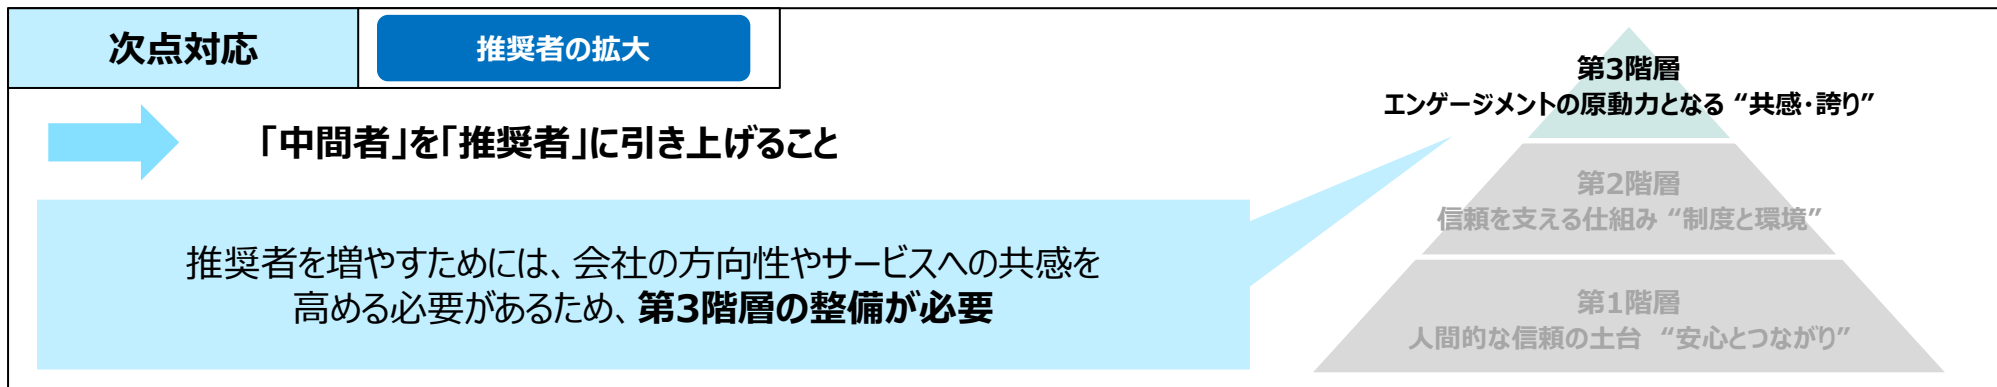 次点対応
推奨者の拡大
「中間者」を「推奨者」に引き上げること
推奨者を増やすためには、会社の方向性やサービスへの共感を
高める必要があるため、第3階層の整備が必要
第3階層
エンゲージメントの原動力となる “共感・誇り”
第2階層
信頼を支える仕組み “制度と環境”
第1階層
人間的な信頼の土台 “安心とつながり”